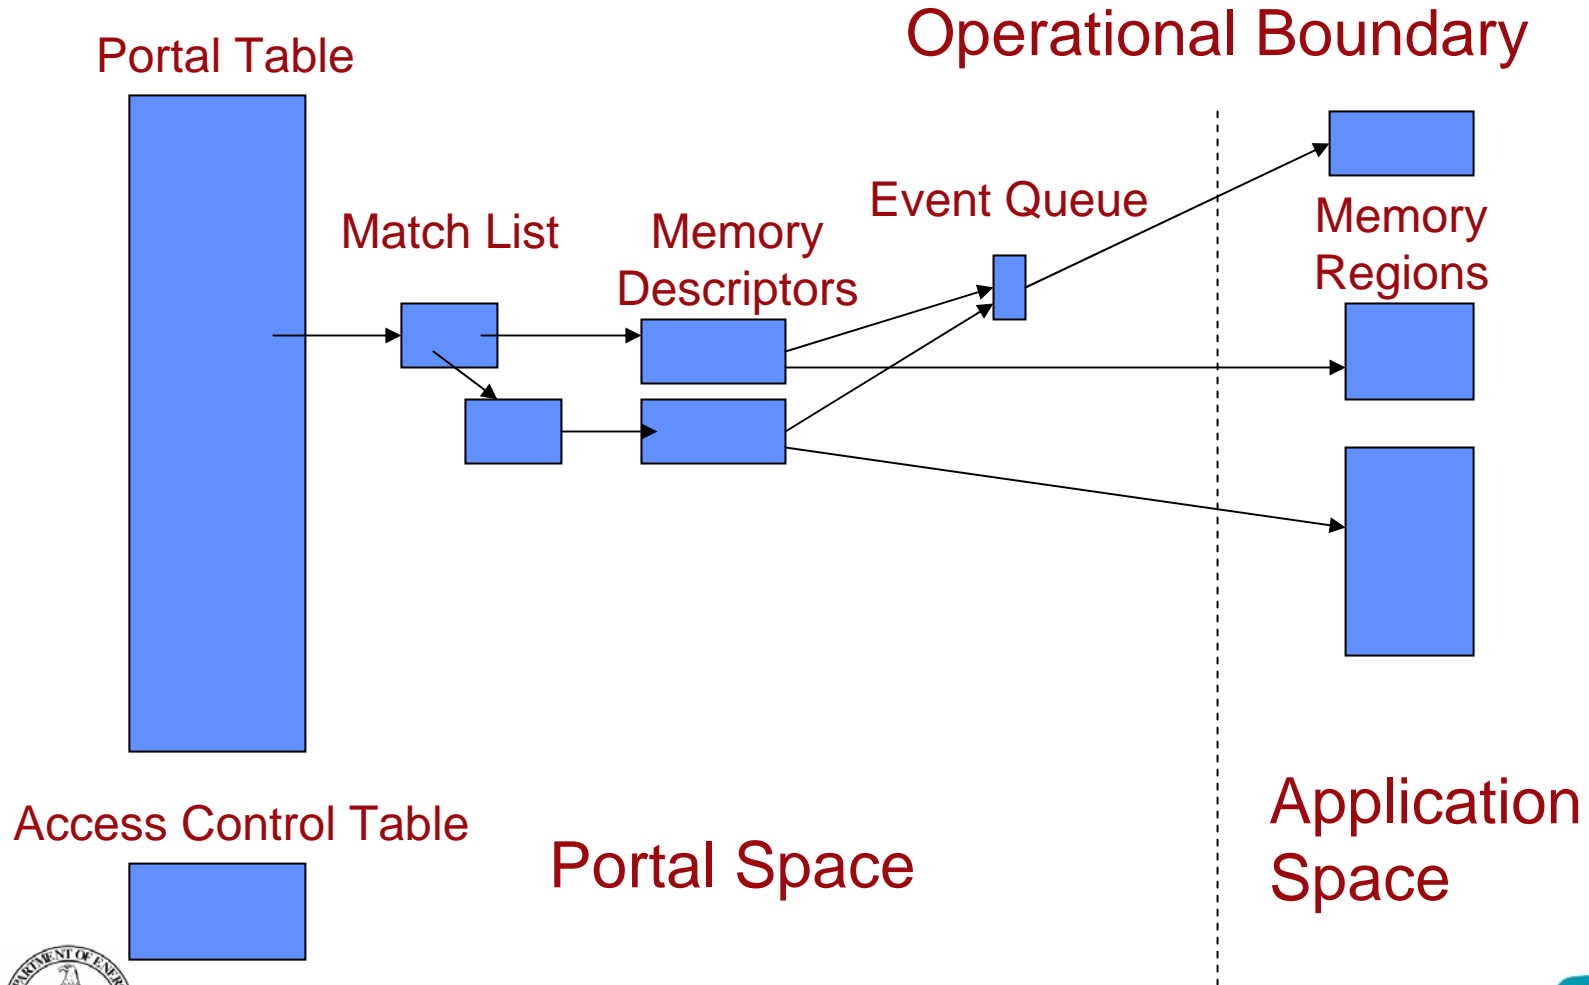 Operational Boundary
Portal Table
Event Queue
Match List
Memory
Descriptors
Memory
Regions
Access Control Table
Portal Space
Application
Space